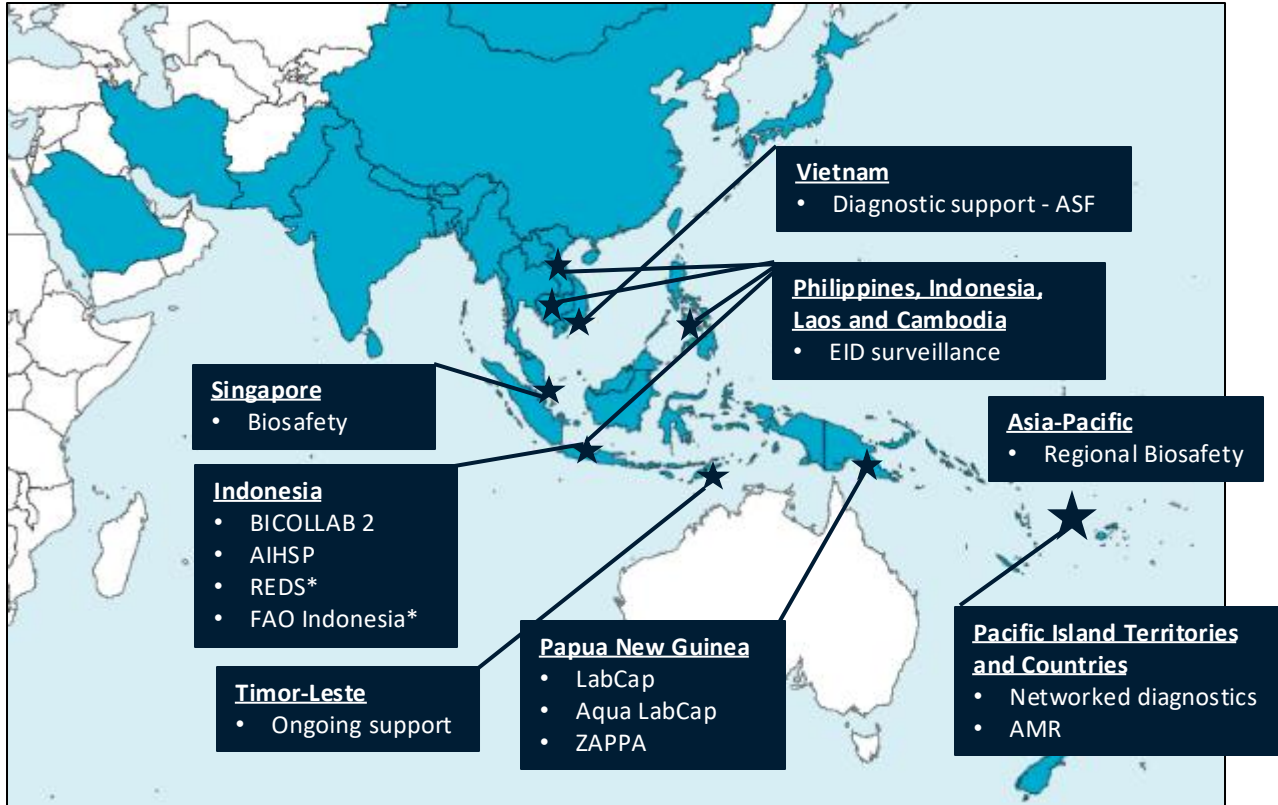 Vietnam
• Diagnostic support - ASF
Philippines, Indonesia,
Laos and Cambodia
• EID surveillance
Singapore
• Biosafety
Asia-Pacific
• Regional Biosafety
Indonesia
• BICOLLAB 2
• AIHSP
• REDS*
• FAO Indonesia*
Papua New Guinea
• LabCap
• Aqua LabCap
• ZAPPA
Pacific Island Territories
and Countries
• Networked diagnostics
• AMR
Timor-Leste
• Ongoing support